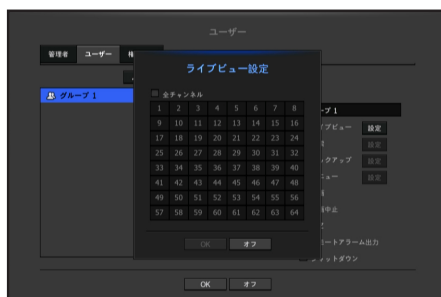 ユーザー
管理者 ユーザー
グループ 1
ライブビュー設定
全チャンネル
1 2 3 4 5 6 7 8
9 10 11 12 13 14 15 16
17 18 19 20 21 22 23 24
25 26 27 28 29 30 31 32
33 34 35 36 37 38 39 40
41 42 43 44 45 46 47 48
49 50 51 52 53 54 55 56
57 58 59 60 61 62 63 64
OK オフ
プ 1
ビュー 設定
設定
ックアップ 設定
ュー 設定
中止
ートアラーム出力
ットダウン
OK オフ